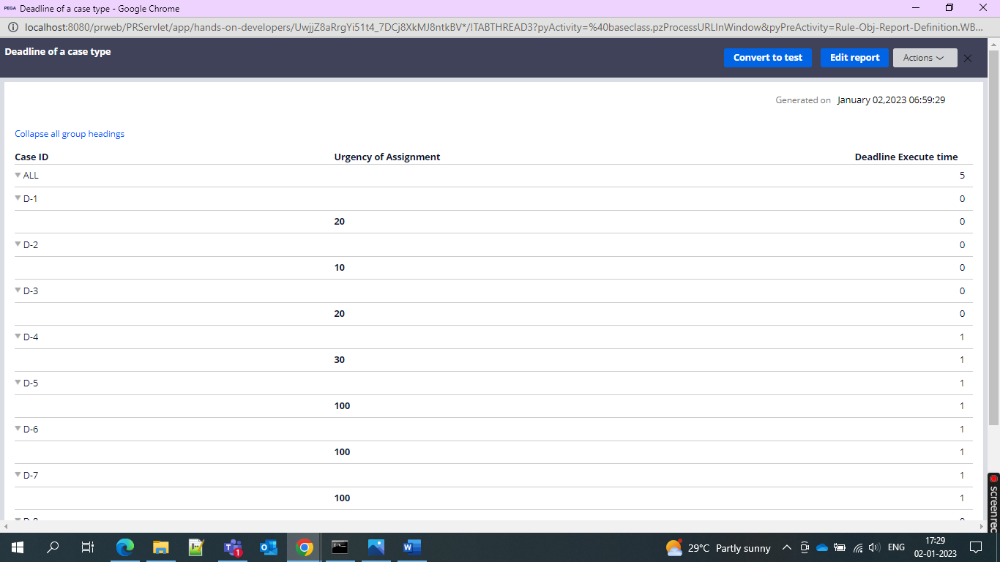 PEGA Deadline of a case type - Google Chrome
localhost:8080/prweb/PRServlet/app/hands-on-developers/UwjjZ8aRrgYi51t4_7DCj8XkMJ8ntkBV*/!TABTHREAD3?pyActivity=%40baseclass.pzProcessURLInWindow&pyPreActivity=Rule-Obj-Report-Definition.WB...
Deadline of a case type
Convert to test Edit report Actions
Generated on January 02,2023 06:59:29
Collapse all group headings
Case ID Urgency of Assignment Deadline Execute time
ALL 5
D-1 0
20 0
D-2 0
10 0
D-3 0
20 0
D-4 1
30 1
D-5 1
100 1
D-6 1
100 1
D-7 1
100 1
screenrec
1
29°C Partly sunny
ENG
17:29
02-01-2023